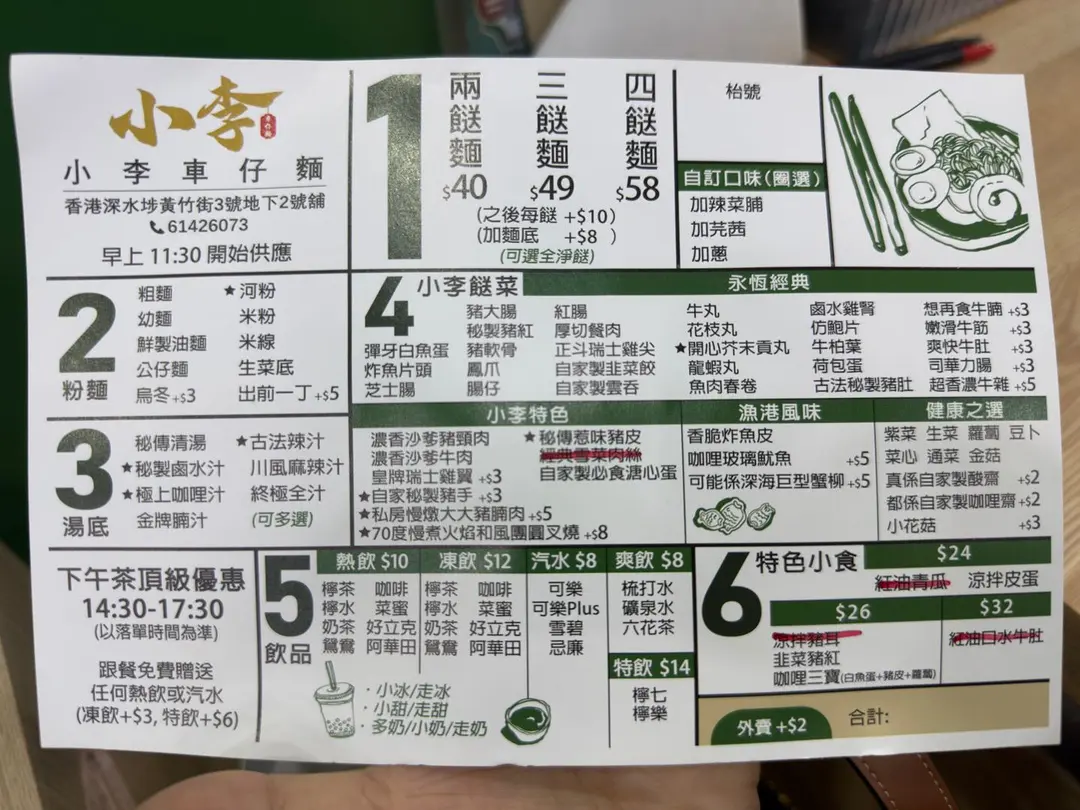 小李
車仔麵
小李車仔麵
香港深水埗黃竹街3號地下2號舖
61426073
早上 11:30 開始供應
1
兩餸麵
$40
三餸麵
$49
四餸麵
$58
(之後每餸 +$10)
(加麵底 +$8 )
(可選全淨餸)
枱號
自訂口味(圈選)
加辣菜脯
加芫茜
加蔥
2
粉麵
粗麵 ★河粉
幼麵 米粉
鮮製油麵 米線
公仔麵 生菜底
烏冬+$3 出前一丁+$5
3
湯底
秘傳清湯 ★古法辣汁
★秘製鹵水汁 川風麻辣汁
★極上咖喱汁 終極全汁
金牌腩汁 (可多選)
4
小李餸菜
彈牙白魚蛋
炸魚片頭
芝士腸
豬大腸
秘製豬紅
豬軟骨
鳳爪
腸仔
紅腸
厚切餐肉
正斗瑞士雞尖
自家製韭菜餃
自家製雲吞
永恆經典
牛丸
花枝丸
★開心芥末貢丸
龍蝦丸
魚肉春卷
鹵水雞腎
仿鮑片
牛柏葉
荷包蛋
古法秘製豬肚
想再食牛腩 +$3
嫩滑牛筋 +$3
爽快牛肚 +$3
司華力腸 +$3
超香濃牛雜 +$5
小李特色
濃香沙爹豬頸肉
濃香沙爹牛肉
皇牌瑞士雞翼 +$3
★自家秘製豬手 +$3
★私房慢燉大大豬腩肉 +$5
★70度慢煮火焰和風團圓叉燒 +$8
★秘傳惹味豬皮
經典雪菜肉絲
自家製必食溏心蛋
漁港風味
香脆炸魚皮
咖哩玻璃魷魚 +$5
可能係深海巨型蟹柳 +$5
健康之選
紫菜 生菜 蘿蔔 豆卜
菜心 通菜 金菇
真係自家製酸齋 +$2
都係自家製咖哩齋 +$2
小花菇 +$3
下午茶頂級優惠
14:30-17:30
(以落單時間為準)
跟餐免費贈送
任何熱飲或汽水
(凍飲+$3, 特飲+$6)
5
飲品
熱飲 $10
檸茶 咖啡
檸水 菜蜜
奶茶 好立克
鴛鴦 阿華田
凍飲 $12
檸茶 咖啡
檸水 菜蜜
奶茶 好立克
鴛鴦 阿華田
汽水 $8
可樂
可樂Plus
雪碧
忌廉
爽飲 $8
梳打水
礦泉水
六花茶
特飲 $14
檸七
檸樂
· 小冰/走冰
· 小甜/走甜
· 多奶/小奶/走奶
6
特色小食
$24
紅油青瓜 涼拌皮蛋
$26
涼拌豬耳
韭菜豬紅
咖哩三寶(白魚蛋+豬皮+蘿蔔)
$32
紅油口水牛肚
外賣 +$2
合計: